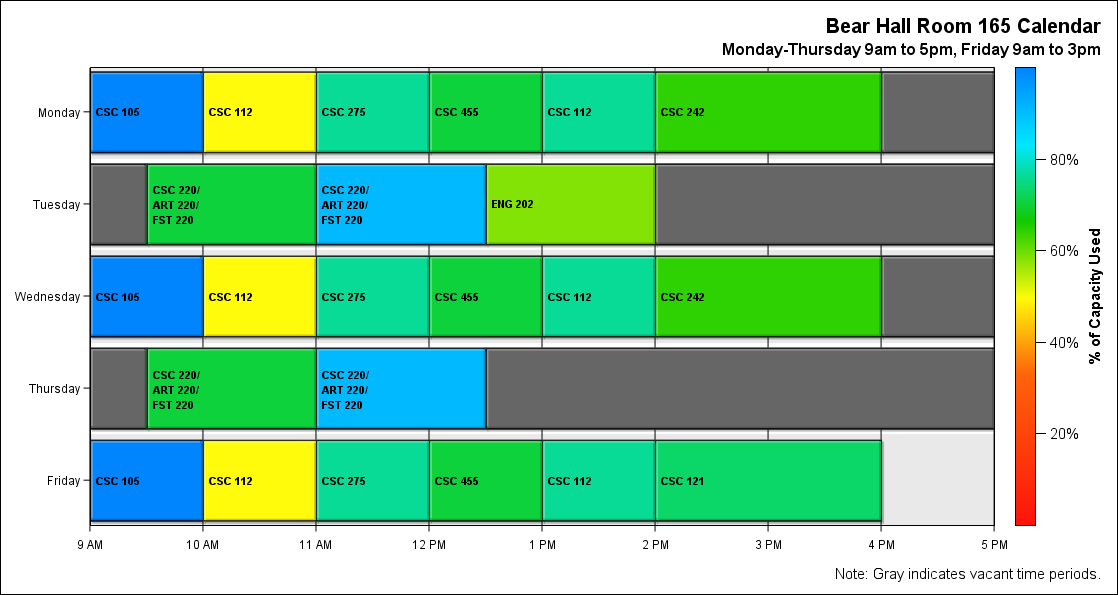 Bear Hall Room 165 Calendar
Monday-Thursday 9am to 5pm, Friday 9am to 3pm
Monday
CSC 105
CSC 112
CSC 275
CSC 455
CSC 112
CSC 242
Tuesday
CSC 220/
ART 220/
FST 220
CSC 220/
ART 220/
FST 220
ENG 202
Wednesday
CSC 105
CSC 112
CSC 275
CSC 455
CSC 112
CSC 242
Thursday
CSC 220/
ART 220/
FST 220
CSC 220/
ART 220/
FST 220
Friday
CSC 105
CSC 112
CSC 275
CSC 455
CSC 112
CSC 121
9 AM
10 AM
11 AM
12 PM
1 PM
2 PM
3 PM
4 PM
5 PM
80%
60%
40%
20%
% of Capacity Used
Note: Gray indicates vacant time periods.